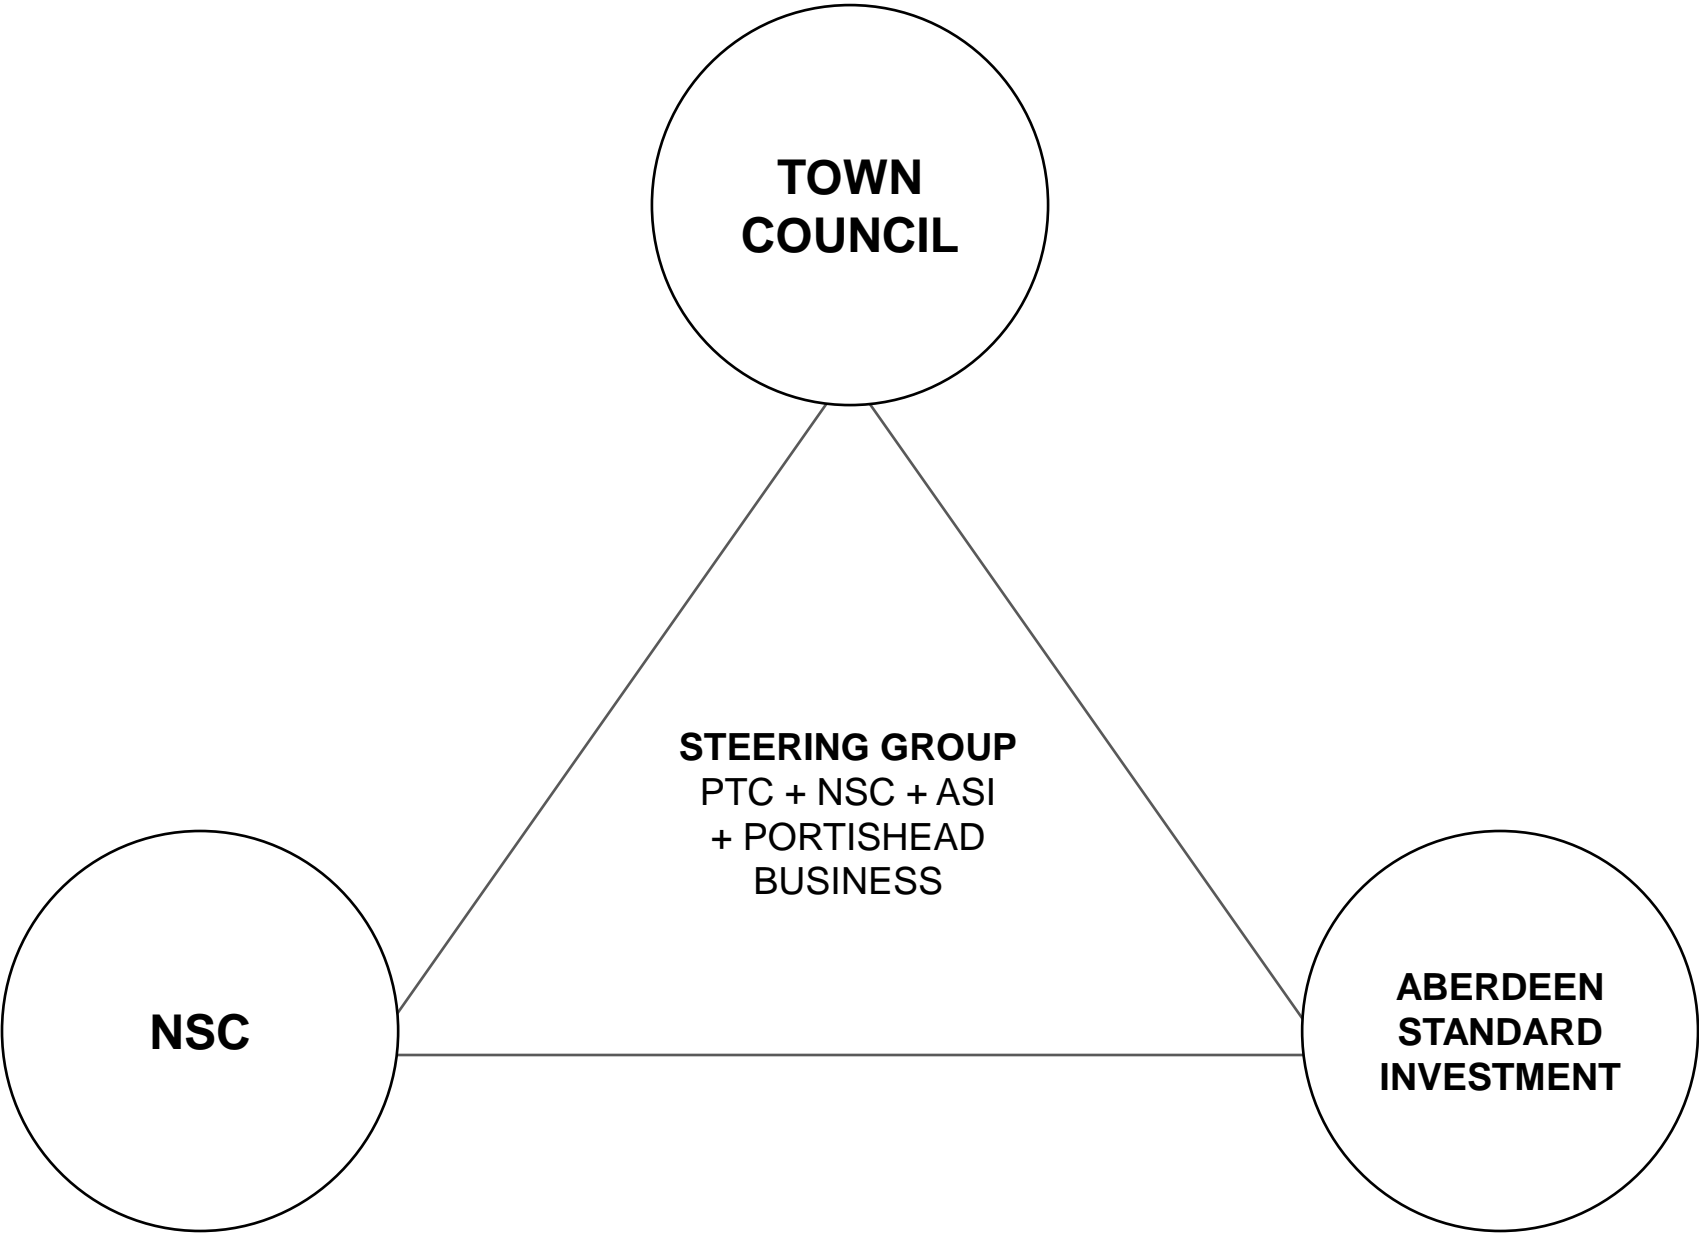 TOWN
COUNCIL
STEERING GROUP
PTC + NSC + ASI
+ PORTISHEAD
BUSINESS
NSC
ABERDEEN
STANDARD
INVESTMENT